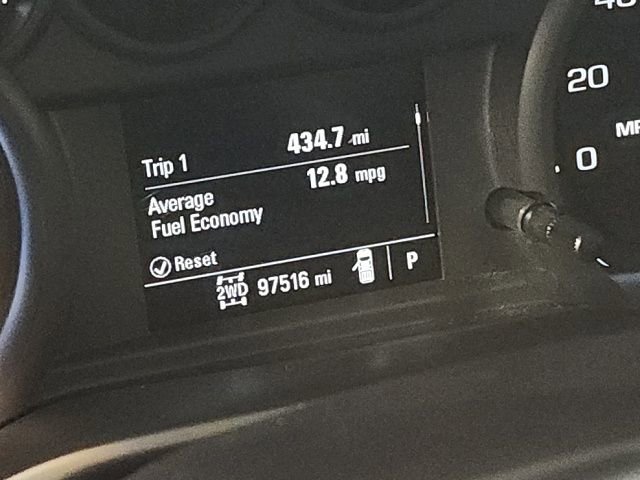 Trip 1 434.7 mi
Average 12.8 mpg
Fuel Economy
Reset
2WD 97516 mi P
20
0